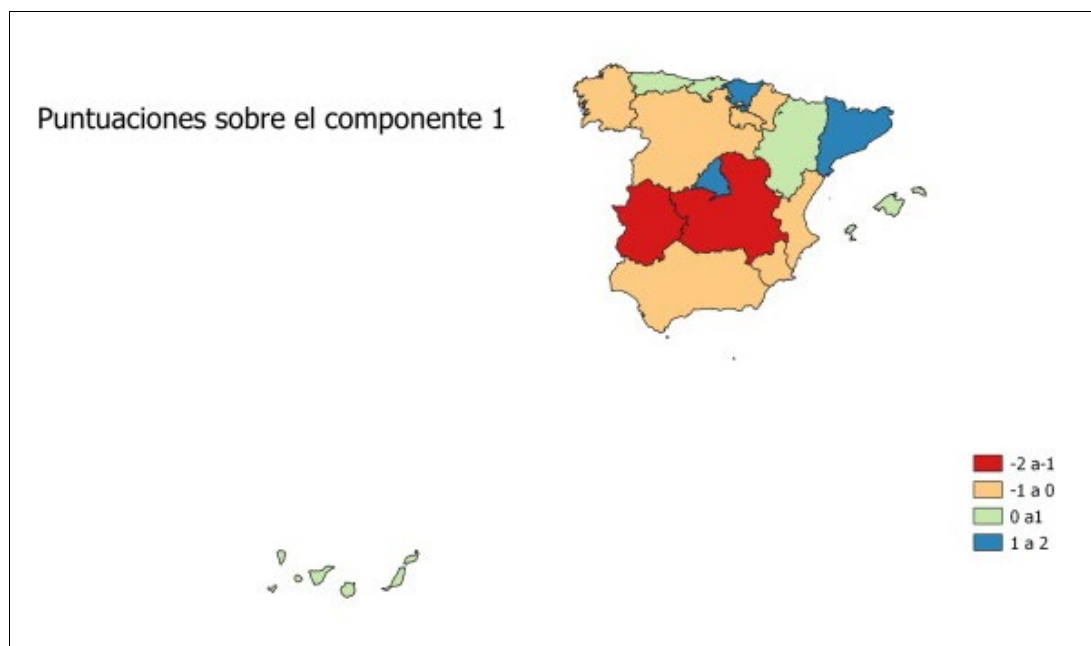 Puntuaciones sobre el componente 1
-2 a-1
-1 a 0
0 a1
1 a 2